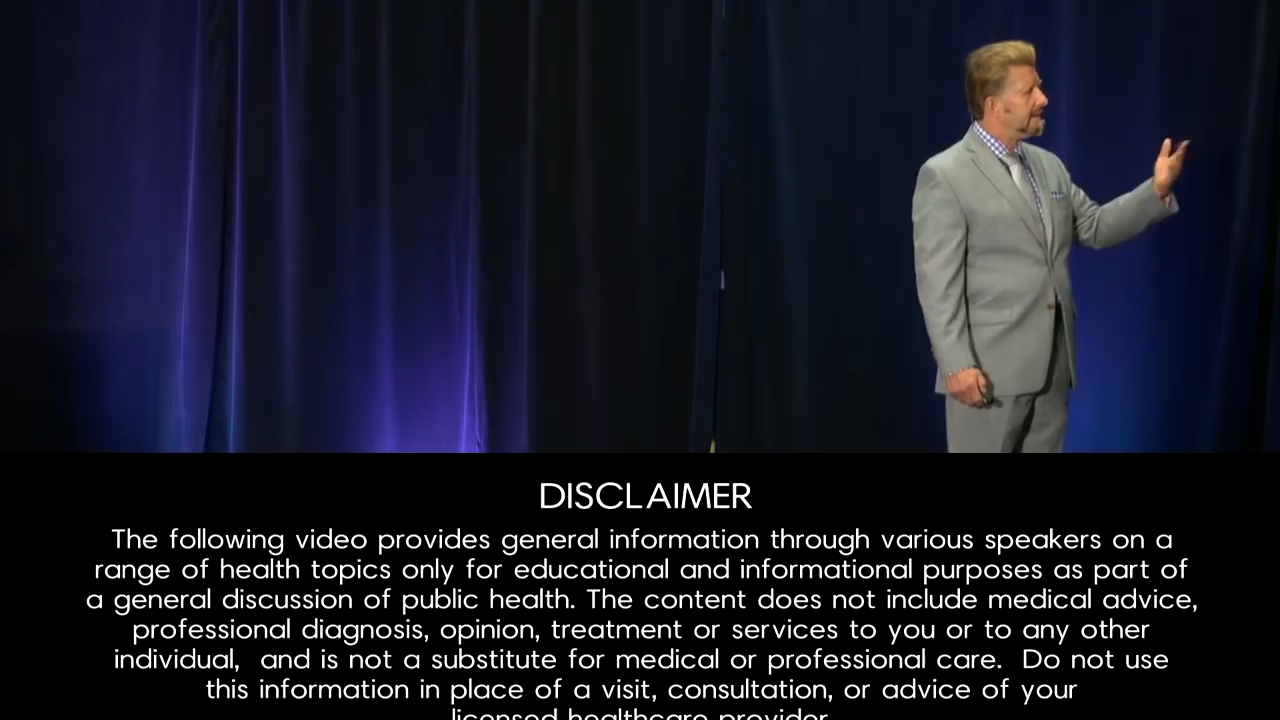 DISCLAIMER
The following video provides general information through various speakers on a
range of health topics only for educational and informational purposes as part of
a general discussion of public health. The content does not include medical advice,
professional diagnosis, opinion, treatment or services to you or to any other
individual, and is not a substitute for medical or professional care. Do not use
this information in place of a visit, consultation, or advice of your
licensed healthcare provider